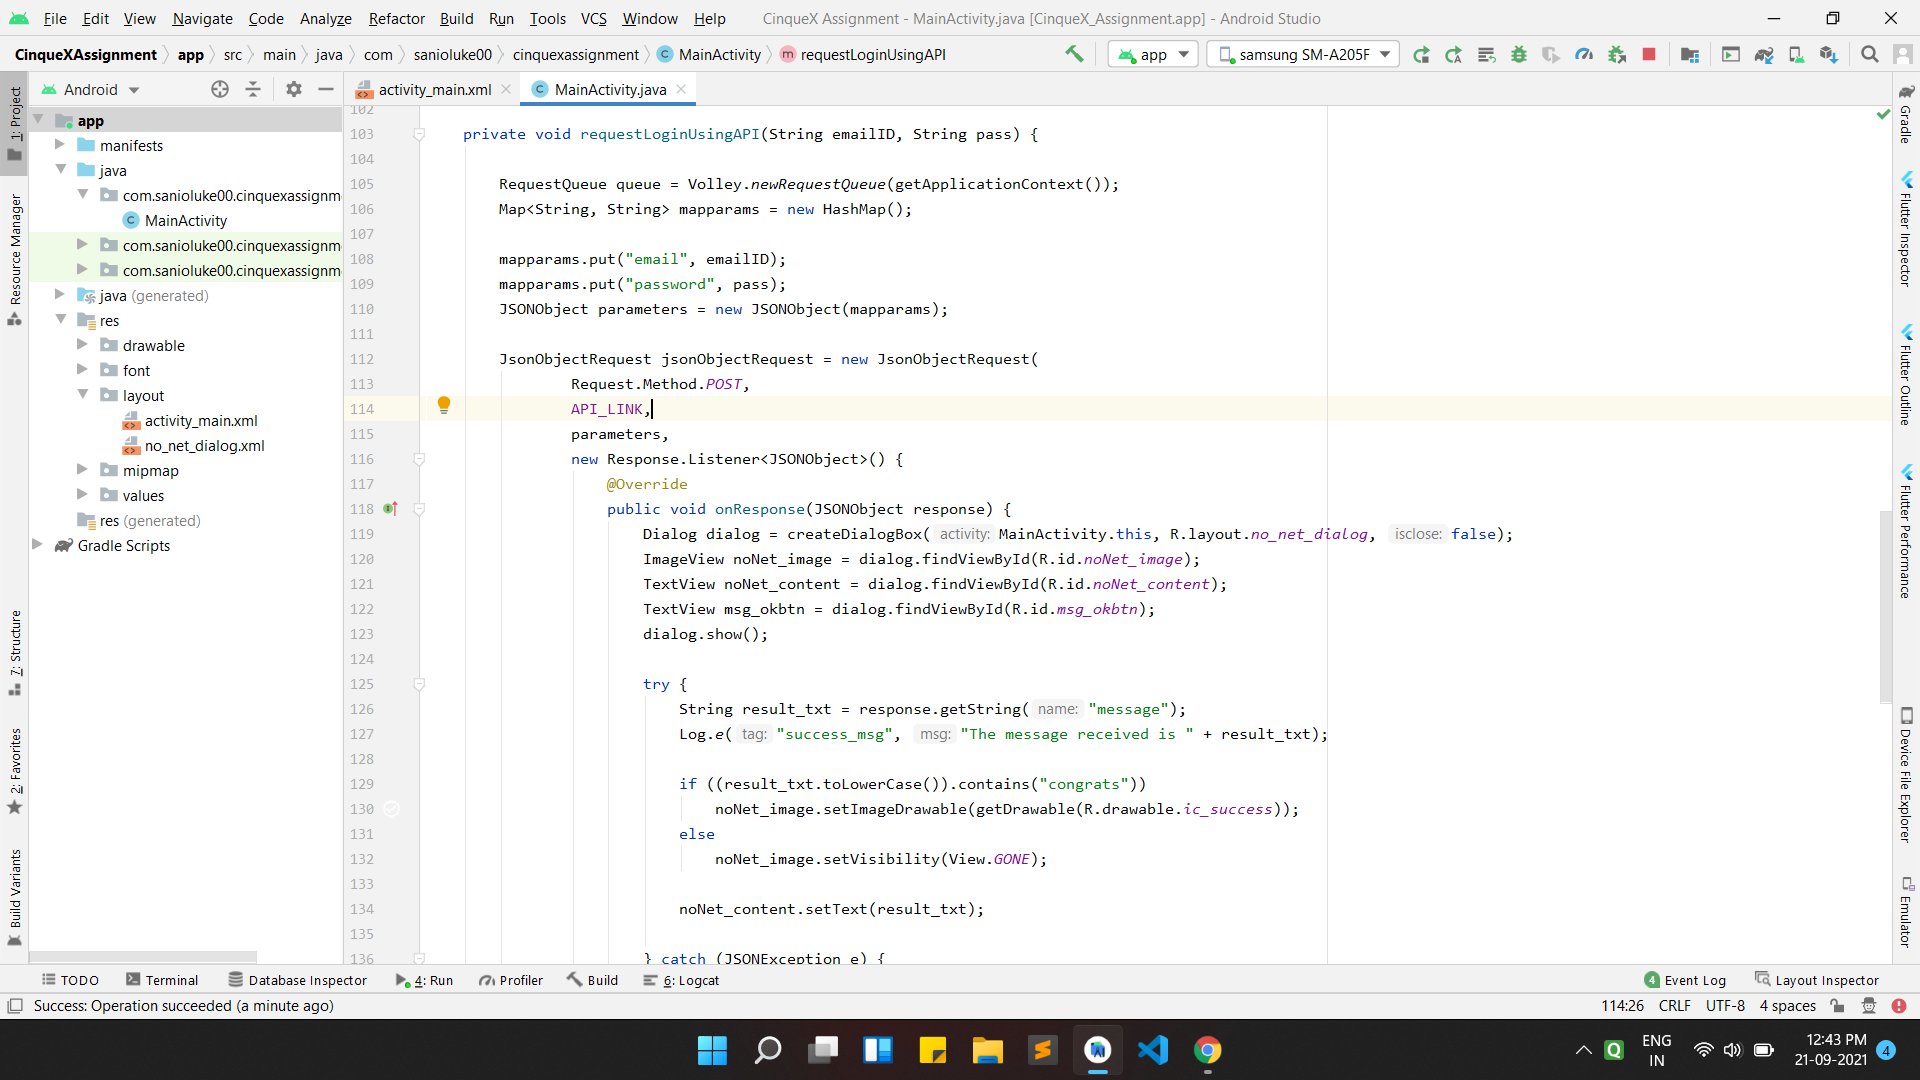 File Edit View Navigate Code Analyze Refactor Build Run Tools VCS Window Help CinqueX Assignment - MainActivity.java [CinqueX_Assignment.app] - Android Studio
CinqueXAssignment app src main java com sanioluke00 cinquexassignment C MainActivity m requestLoginUsingAPI app samsung SM-A205F
Android
activity_main.xml
C MainActivity.java
app
manifests
java
com.sanioluke00.cinquexassignm
C MainActivity
com.sanioluke00.cinquexassignm
com.sanioluke00.cinquexassignm
java (generated)
res
drawable
font
layout
activity_main.xml
no_net_dialog.xml
mipmap
values
res (generated)
Gradle Scripts
1: Project
Resource Manager
7: Structure
2: Favorites
Build Variants
102
103 private void requestLoginUsingAPI(String emailID, String pass) {
104
105 RequestQueue queue = Volley.newRequestQueue(getApplicationContext());
106 Map<String, String> mapparams = new HashMap();
107
108 mapparams.put("email", emailID);
109 mapparams.put("password", pass);
110 JSONObject parameters = new JSONObject(mapparams);
111
112 JsonObjectRequest jsonObjectRequest = new JsonObjectRequest(
113 Request.Method.POST,
114 API_LINK,
115 parameters,
116 new Response.Listener<JSONObject>() {
117 @Override
118 public void onResponse(JSONObject response) {
119 Dialog dialog = createDialogBox( activity: MainActivity.this, R.layout.no_net_dialog, isclose: false);
120 ImageView noNet_image = dialog.findViewById(R.id.noNet_image);
121 TextView noNet_content = dialog.findViewById(R.id.noNet_content);
122 TextView msg_okbtn = dialog.findViewById(R.id.msg_okbtn);
123 dialog.show();
124
125 try {
126 String result_txt = response.getString( name: "message");
127 Log.e( tag: "success_msg", msg: "The message received is " + result_txt);
128
129 if ((result_txt.toLowerCase()).contains("congrats"))
130 noNet_image.setImageDrawable(getDrawable(R.drawable.ic_success));
131 else
132 noNet_image.setVisibility(View.GONE);
133
134 noNet_content.setText(result_txt);
135
136 } catch (JSONException e) {
Gradle
Flutter Inspector
Flutter Outline
Flutter Performance
Device File Explorer
Emulator
TODO Terminal Database Inspector 4: Run Profiler Build 6: Logcat 4 Event Log Layout Inspector
Success: Operation succeeded (a minute ago) 114:26 CRLF UTF-8 4 spaces
Q ENG IN 12:43 PM 21-09-2021 4